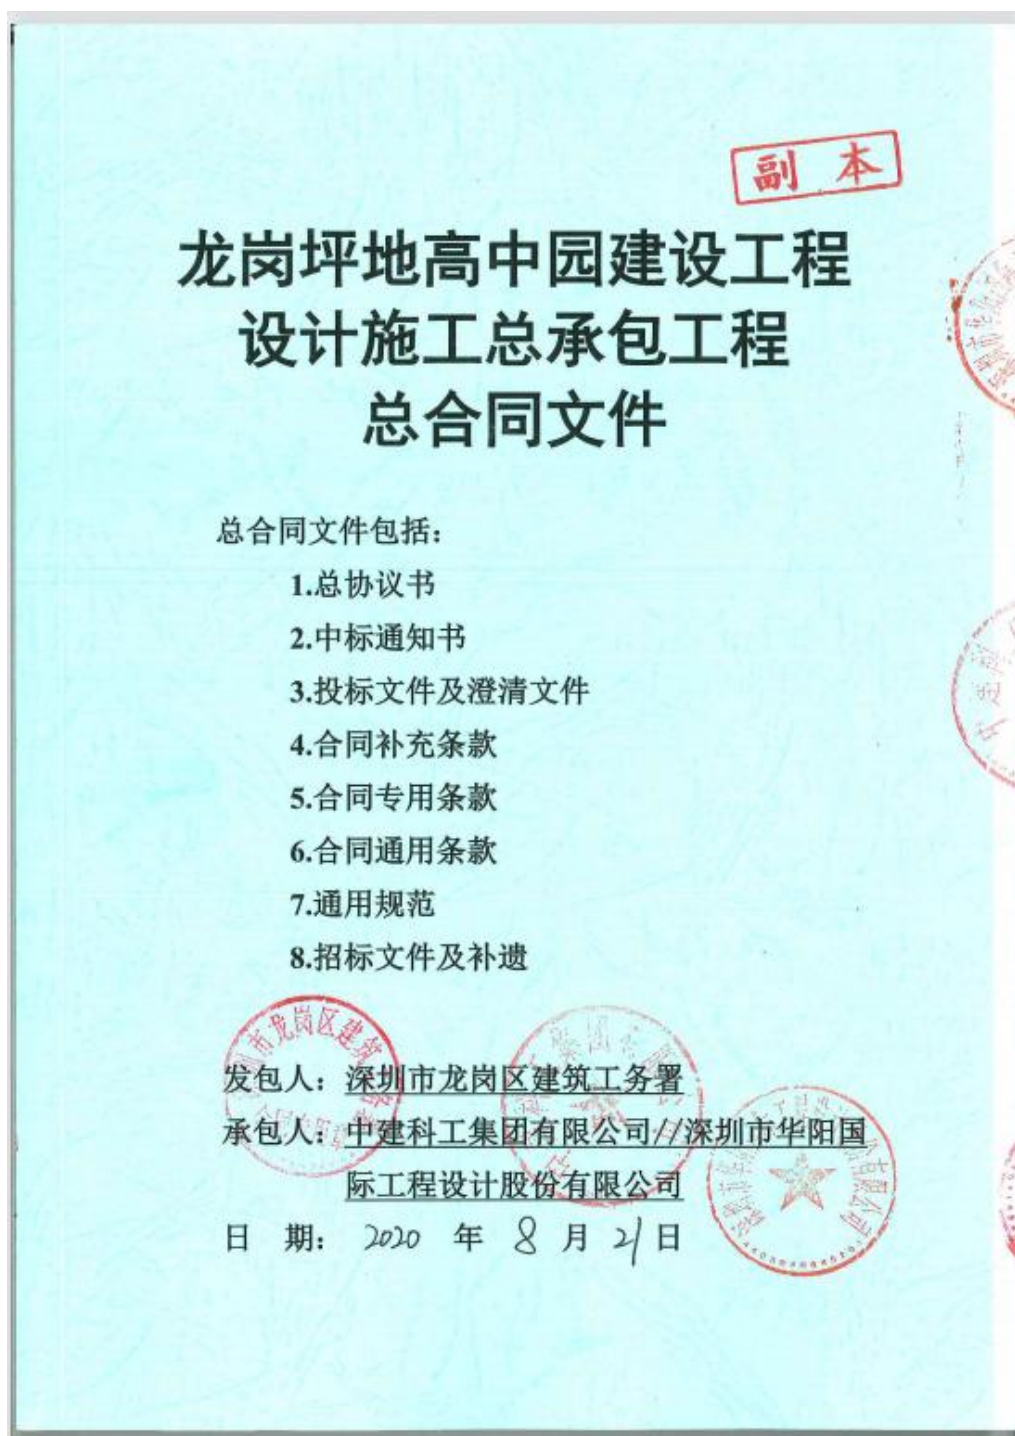 副 本
龙岗坪地高中园建设工程
设计施工总承包工程
总合同文件
总合同文件包括：
1.总协议书
2.中标通知书
3.投标文件及澄清文件
4.合同补充条款
5.合同专用条款
6.合同通用条款
7.通用规范
8.招标文件及补遗
发包人：深圳市龙岗区建筑工务署
承包人：中建科工集团有限公司//深圳市华阳国
际工程设计股份有限公司
日 期： 2020 年 8 月 21 日